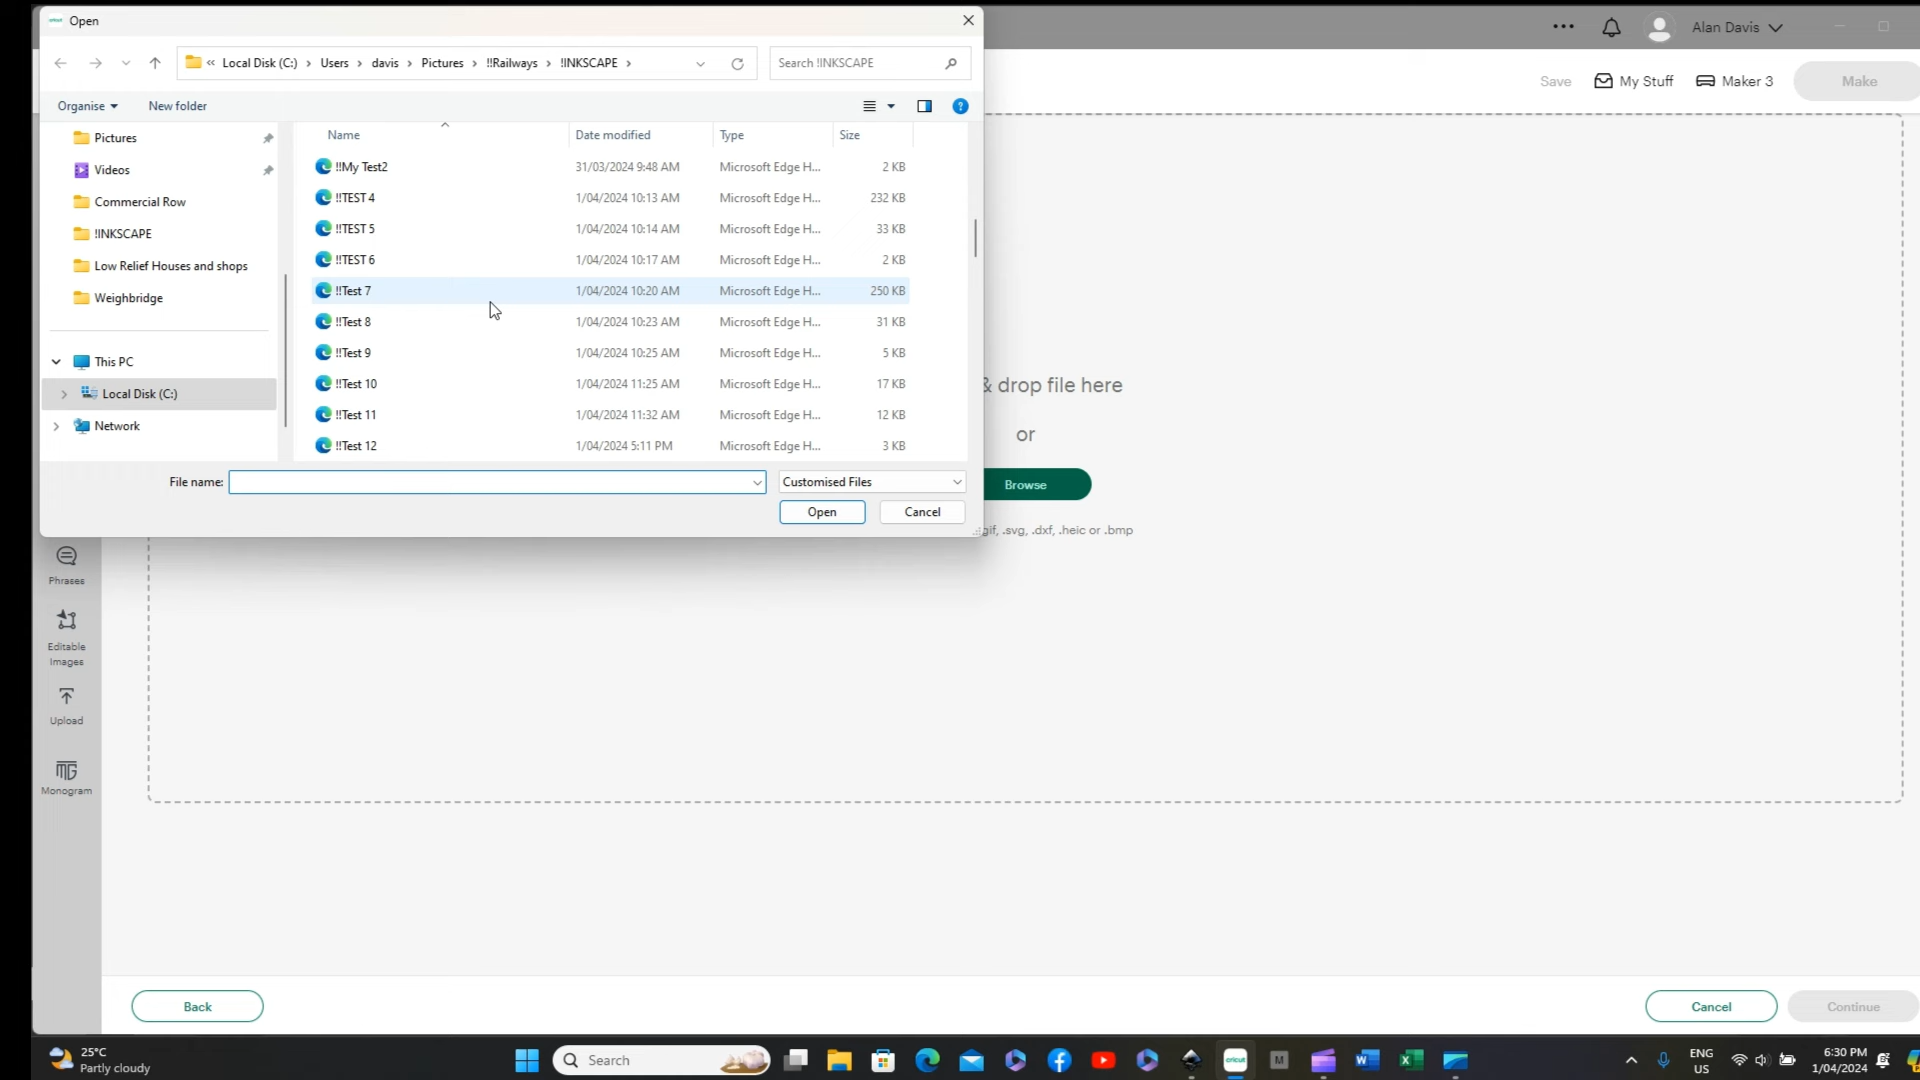 cricut Open
Alan Davis
« Local Disk (C:) › Users › davis › Pictures › !!Railways › !INKSCAPE ›
Search !INKSCAPE
Save My Stuff Maker 3 Make
Organise New folder
Pictures
Videos
Commercial Row
!INKSCAPE
Low Relief Houses and shops
Weighbridge
This PC
Local Disk (C:)
Network
Name Date modified Type Size
!!My Test2 31/03/2024 9:48 AM Microsoft Edge H... 2 KB
!!TEST 4 1/04/2024 10:13 AM Microsoft Edge H... 232 KB
!!TEST 5 1/04/2024 10:14 AM Microsoft Edge H... 33 KB
!!TEST 6 1/04/2024 10:17 AM Microsoft Edge H... 2 KB
!!Test 7 1/04/2024 10:20 AM Microsoft Edge H... 250 KB
!!Test 8 1/04/2024 10:23 AM Microsoft Edge H... 31 KB
!!Test 9 1/04/2024 10:25 AM Microsoft Edge H... 5 KB
!!Test 10 1/04/2024 11:25 AM Microsoft Edge H... 17 KB
!!Test 11 1/04/2024 11:32 AM Microsoft Edge H... 12 KB
!!Test 12 1/04/2024 5:11 PM Microsoft Edge H... 3 KB
File name: Customised Files
Open Cancel
& drop file here
or
Browse
.gif, .svg, .dxf, .heic or .bmp
Phrases
Editable
Images
Upload
MG
Monogram
Back Cancel Continue
25°C
Partly cloudy
Search
cricut
M
ENG
US
6:30 PM
1/04/2024